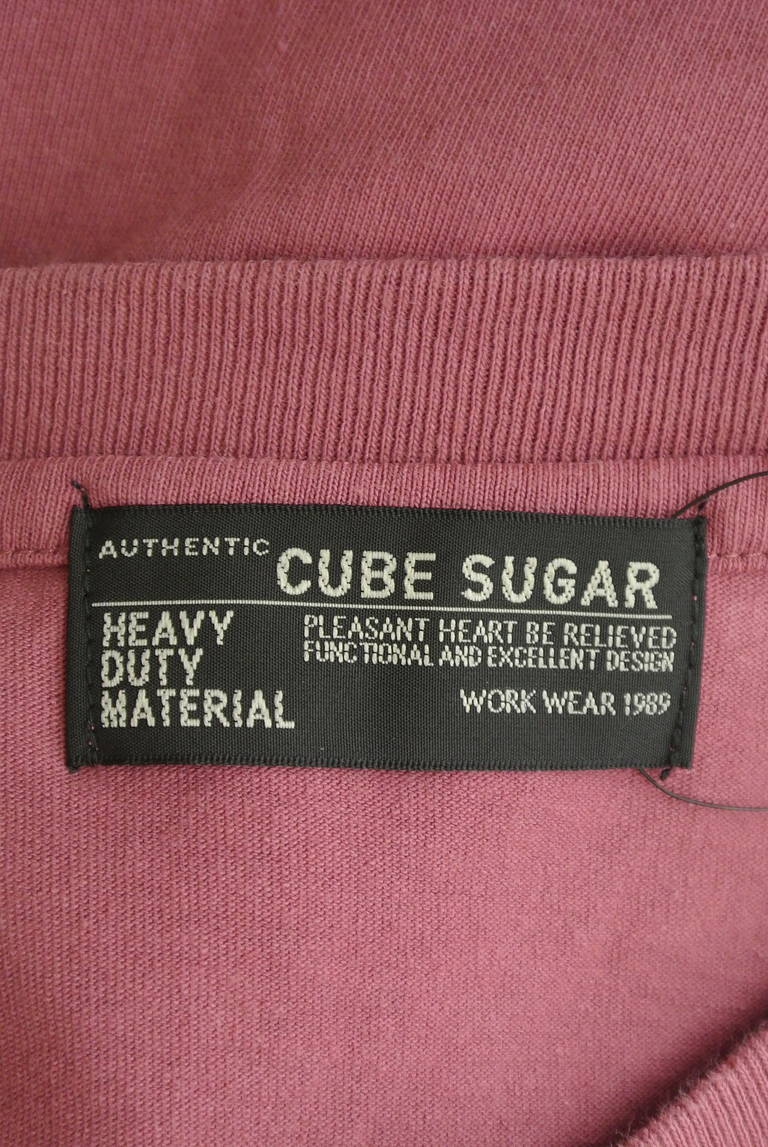 AUTHENTIC CUBE SUGAR
HEAVY
DUTY
MATERIAL
PLEASANT HEART BE RELIEVED
FUNCTIONAL AND EXCELLENT DESIGN
WORK WEAR 1989